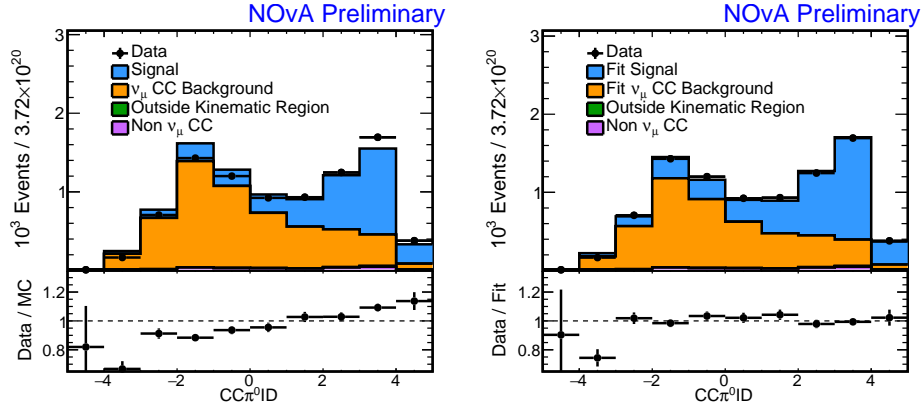 NOvA Preliminary
Data
Signal
νμ CC Background
Outside Kinematic Region
Non νμ CC
10³ Events / 3.72×10²⁰
3
2
1
Data / MC
1.2
1
0.8
−4 −2 0 2 4
CCπ⁰ID
NOvA Preliminary
Data
Fit Signal
Fit νμ CC Background
Outside Kinematic Region
Non νμ CC
10³ Events / 3.72×10²⁰
3
2
1
Data / Fit
1.2
1
0.8
−4 −2 0 2 4
CCπ⁰ID